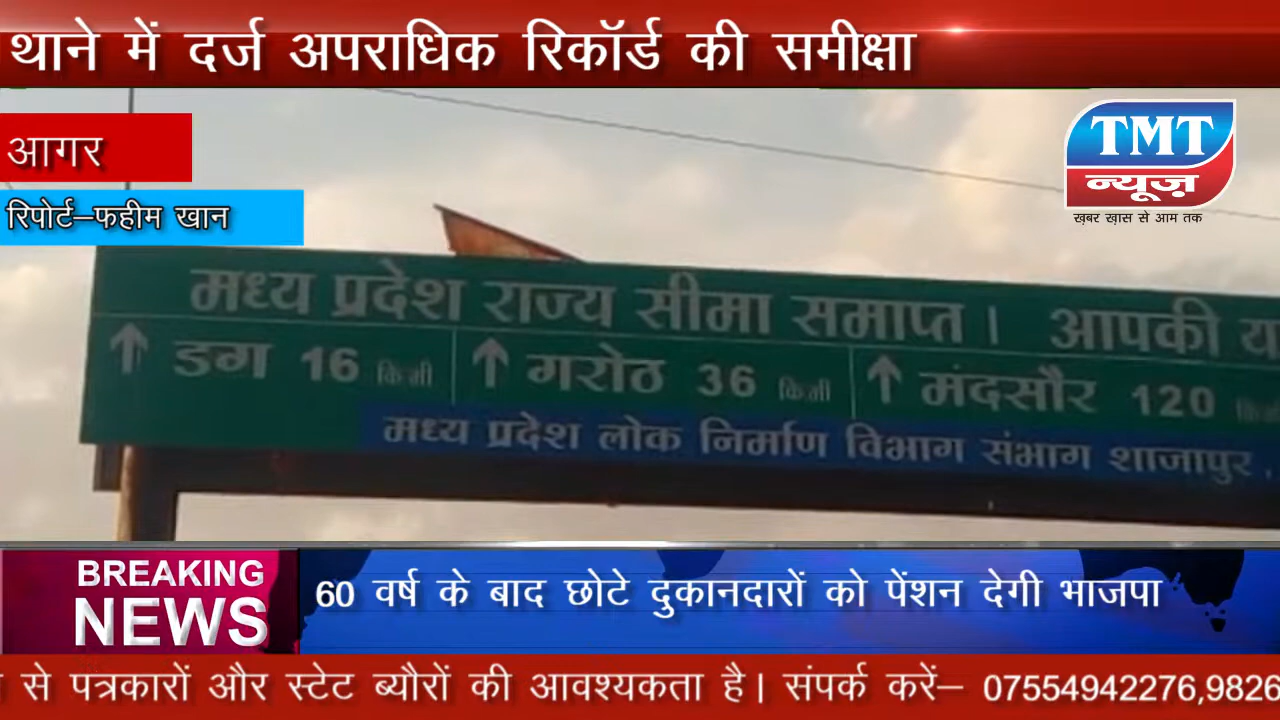 थाने में दर्ज अपराधिक रिकॉर्ड की समीक्षा
आगर
रिपोर्ट–फहीम खान
TMT
न्यूज़
ख़बर ख़ास से आम तक
मध्य प्रदेश राज्य सीमा समाप्त। आपकी
डग 16 कि.मी
गरोठ 36 कि.मी
मंदसौर 120
मध्य प्रदेश लोक निर्माण विभाग संभाग शाजापुर
BREAKING
NEWS
60 वर्ष के बाद छोटे दुकानदारों को पेंशन देगी भाजपा
से पत्रकारों और स्टेट ब्यौरों की आवश्यकता है। संपर्क करें– 07554942276,9826